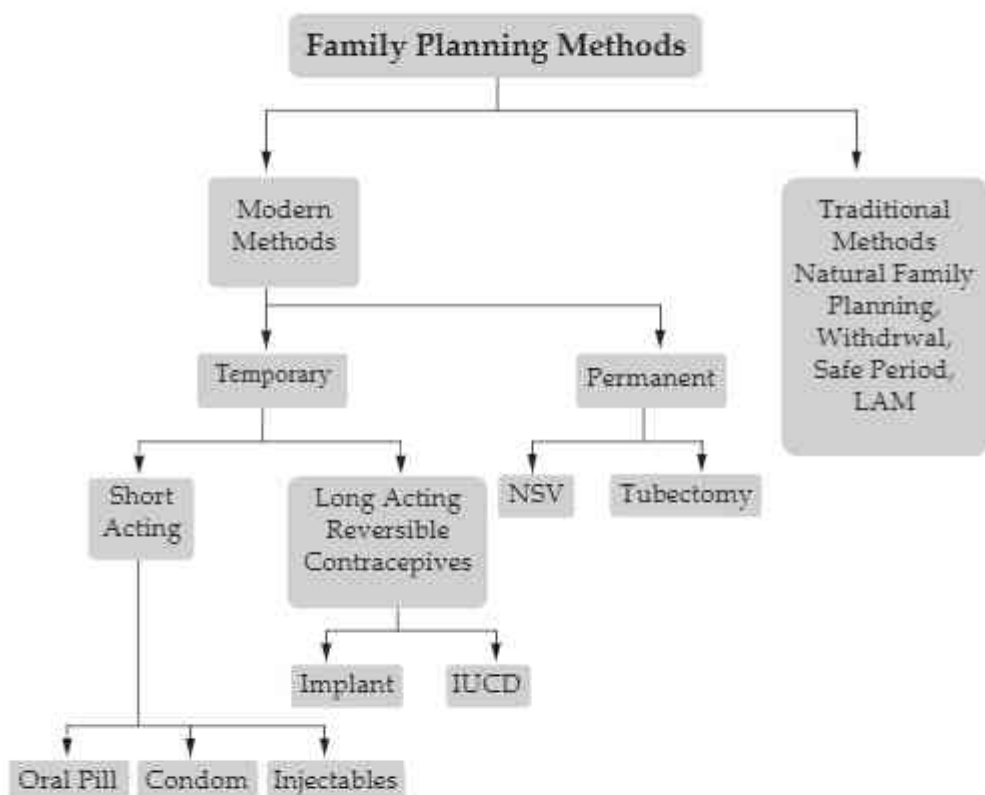 Family Planning Methods
Modern
Methods
Traditional
Methods
Natural Family
Planning,
Withdrwal,
Safe Period,
LAM
Temporary
Permanent
Short
Acting
Long Acting
Reversible
Contracepives
NSV
Tubectomy
Implant
IUCD
Oral Pill
Condom
Injectables